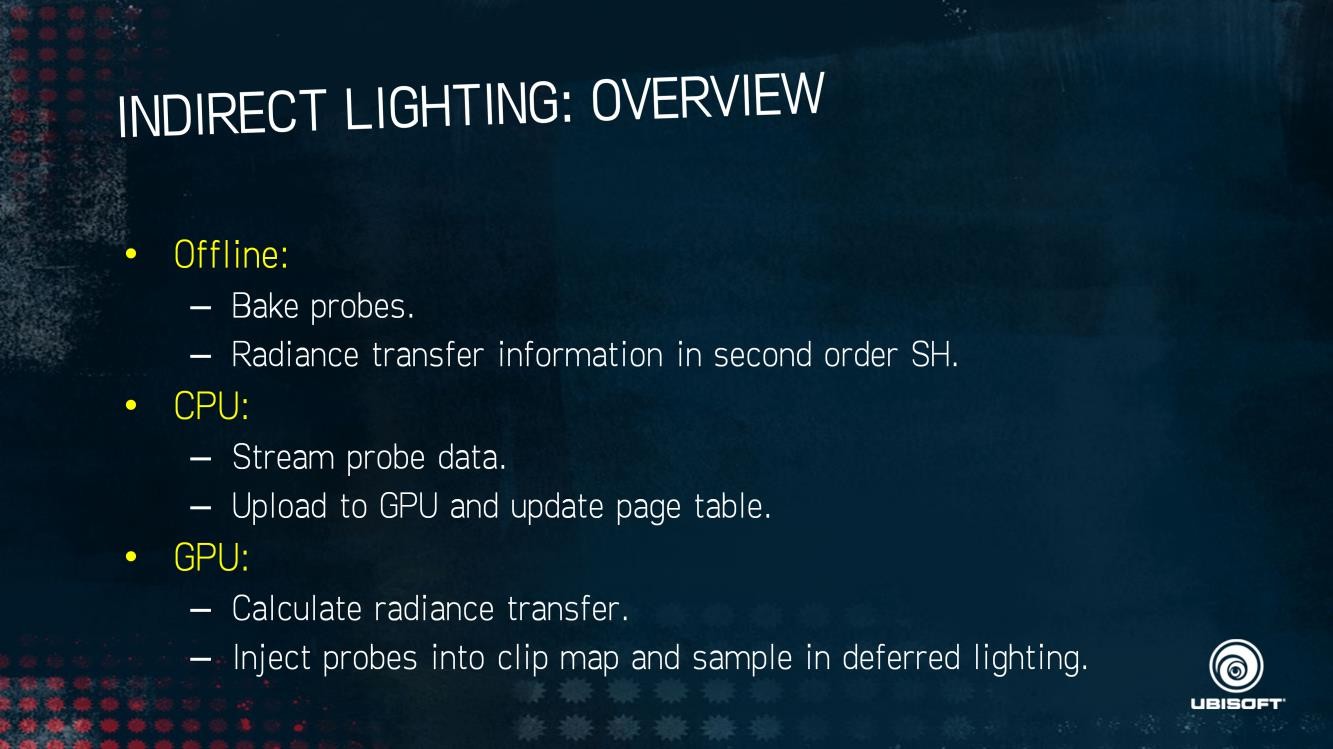 INDIRECT LIGHTING: OVERVIEW
• Offline:
– Bake probes.
– Radiance transfer information in second order SH.
• CPU:
– Stream probe data.
– Upload to GPU and update page table.
• GPU:
– Calculate radiance transfer.
– Inject probes into clip map and sample in deferred lighting.
UBISOFT